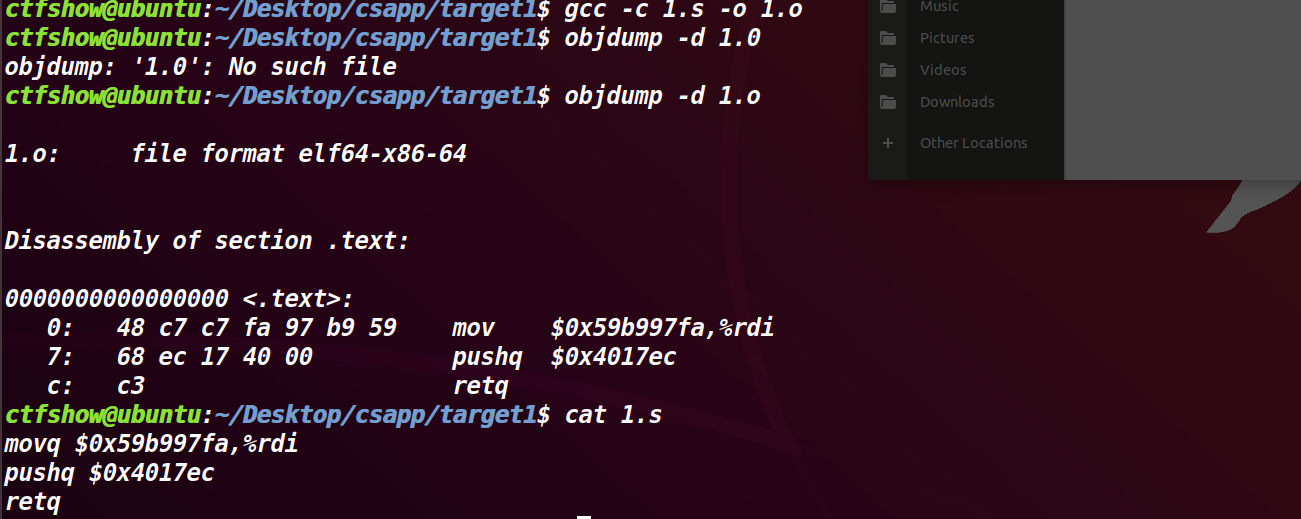 ctfshow@ubuntu:~/Desktop/csapp/target1$ gcc -c 1.s -o 1.o
ctfshow@ubuntu:~/Desktop/csapp/target1$ objdump -d 1.0
objdump: '1.0': No such file
ctfshow@ubuntu:~/Desktop/csapp/target1$ objdump -d 1.o
1.o:     file format elf64-x86-64
Disassembly of section .text:
0000000000000000 <.text>:
   0:   48 c7 c7 fa 97 b9 59    mov    $0x59b997fa,%rdi
   7:   68 ec 17 40 00          pushq  $0x4017ec
   c:   c3                      retq
ctfshow@ubuntu:~/Desktop/csapp/target1$ cat 1.s
movq $0x59b997fa,%rdi
pushq $0x4017ec
retq
Music
Pictures
Videos
Downloads
+ Other Locations